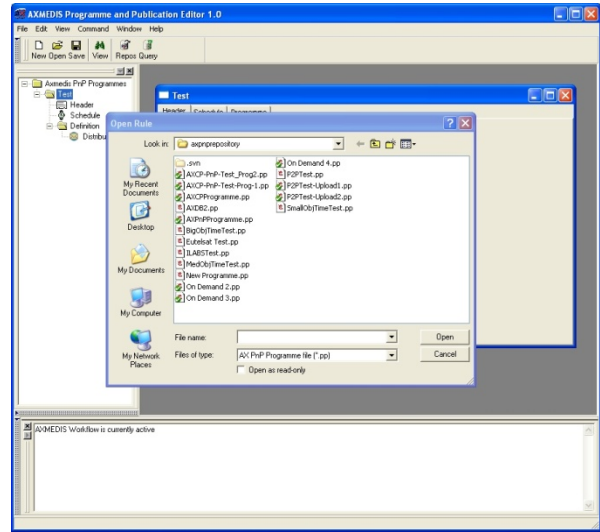 AXMEDIS Programme and Publication Editor 1.0
File Edit View Command Window Help
New Open Save View Repos Query
Axmedis PnP Programmes
Test
Header
Schedule
Definition
Distribu
Test
Header Schedule Programme
Open Rule
Look in: axpnprepository
My Recent Documents
Desktop
My Documents
My Computer
My Network Places
.svn
AXCP-PnP-Test_Prog2.pp
AXCP-PnP-Test-Prog-1.pp
AXCPProgramme.pp
AXDB2.pp
AXPnPProgramme.pp
BigObjTimeTest.pp
Eutelsat Test.pp
ILABSTest.pp
MedObjTimeTest.pp
New Programme.pp
On Demand 2.pp
On Demand 3.pp
On Demand 4.pp
P2PTest.pp
P2PTest-Upload1.pp
P2PTest-Upload2.pp
SmallObjTimeTest.pp
File name: Open
Files of type: AX PnP Programme file (*.pp) Cancel
Open as read-only
AXMEDIS Workflow is currently active